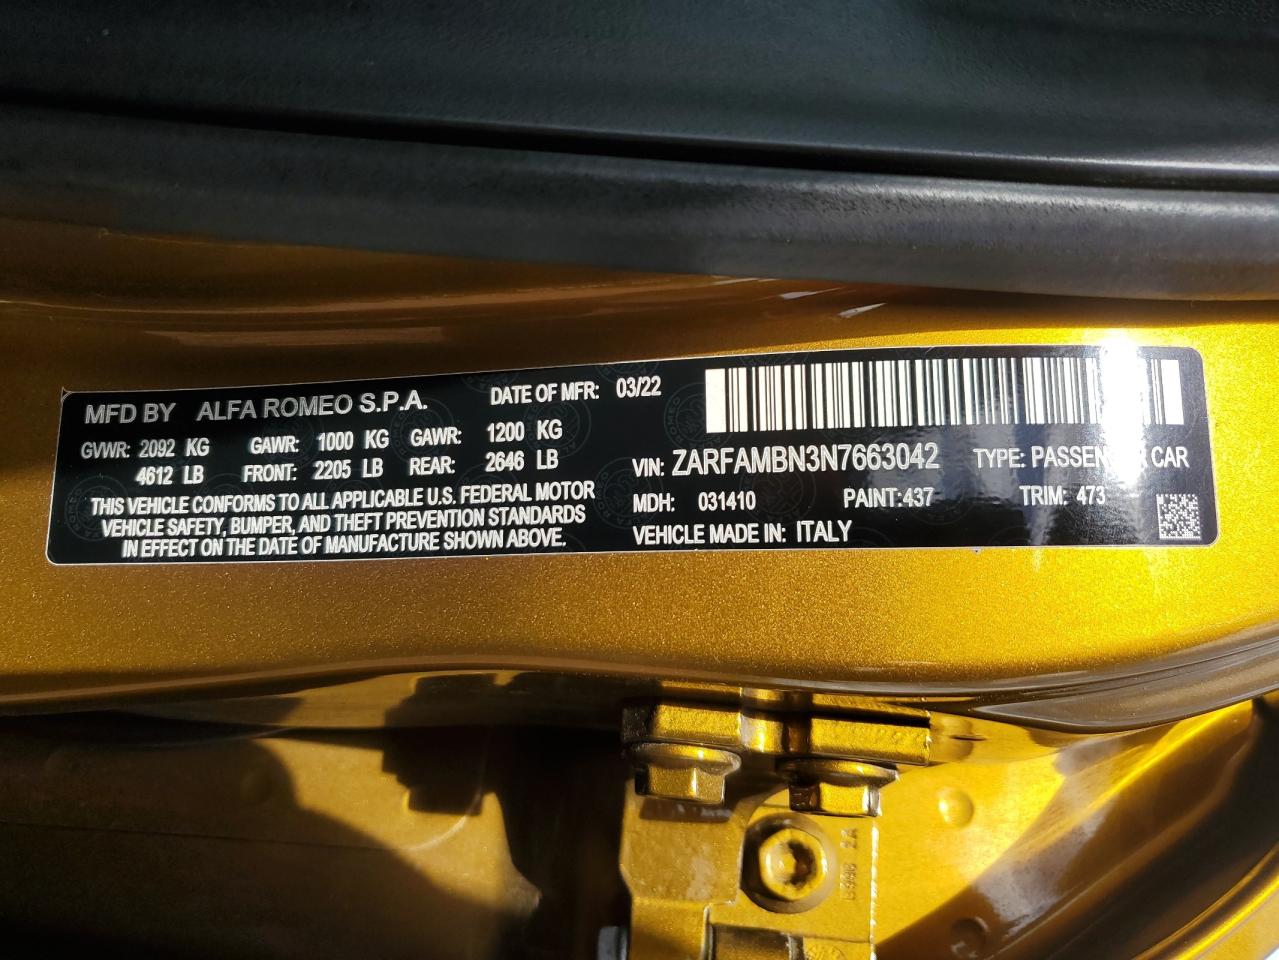 MFD BY ALFA ROMEO S.P.A. DATE OF MFR: 03/22
GVWR: 2092 KG GAWR: 1000 KG GAWR: 1200 KG
4612 LB FRONT: 2205 LB REAR: 2646 LB
THIS VEHICLE CONFORMS TO ALL APPLICABLE U.S. FEDERAL MOTOR
VEHICLE SAFETY, BUMPER, AND THEFT PREVENTION STANDARDS
IN EFFECT ON THE DATE OF MANUFACTURE SHOWN ABOVE.
VIN: ZARFAMBN3N7663042 TYPE: PASSENGER CAR
MDH: 031410 PAINT: 437 TRIM: 473
VEHICLE MADE IN: ITALY